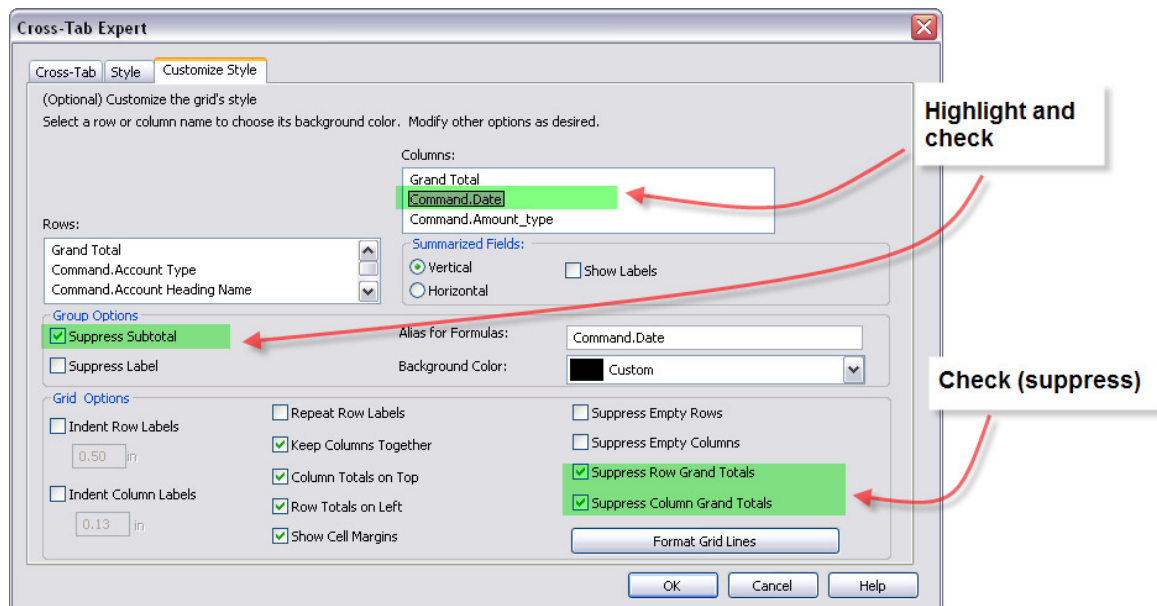 Cross-Tab Expert
Cross-Tab Style Customize Style
(Optional) Customize the grid's style
Select a row or column name to choose its background color. Modify other options as desired.
Columns:
Grand Total
Command.Date
Command.Amount_type
Rows:
Grand Total
Command.Account Type
Command.Account Heading Name
Summarized Fields:
Vertical
Horizontal
Show Labels
Group Options
Suppress Subtotal
Suppress Label
Alias for Formulas:
Command.Date
Background Color:
Custom
Grid Options
Indent Row Labels
0.50 in
Indent Column Labels
0.13 in
Repeat Row Labels
Keep Columns Together
Column Totals on Top
Row Totals on Left
Show Cell Margins
Suppress Empty Rows
Suppress Empty Columns
Suppress Row Grand Totals
Suppress Column Grand Totals
Format Grid Lines
OK Cancel Help
Highlight and
check
Check (suppress)